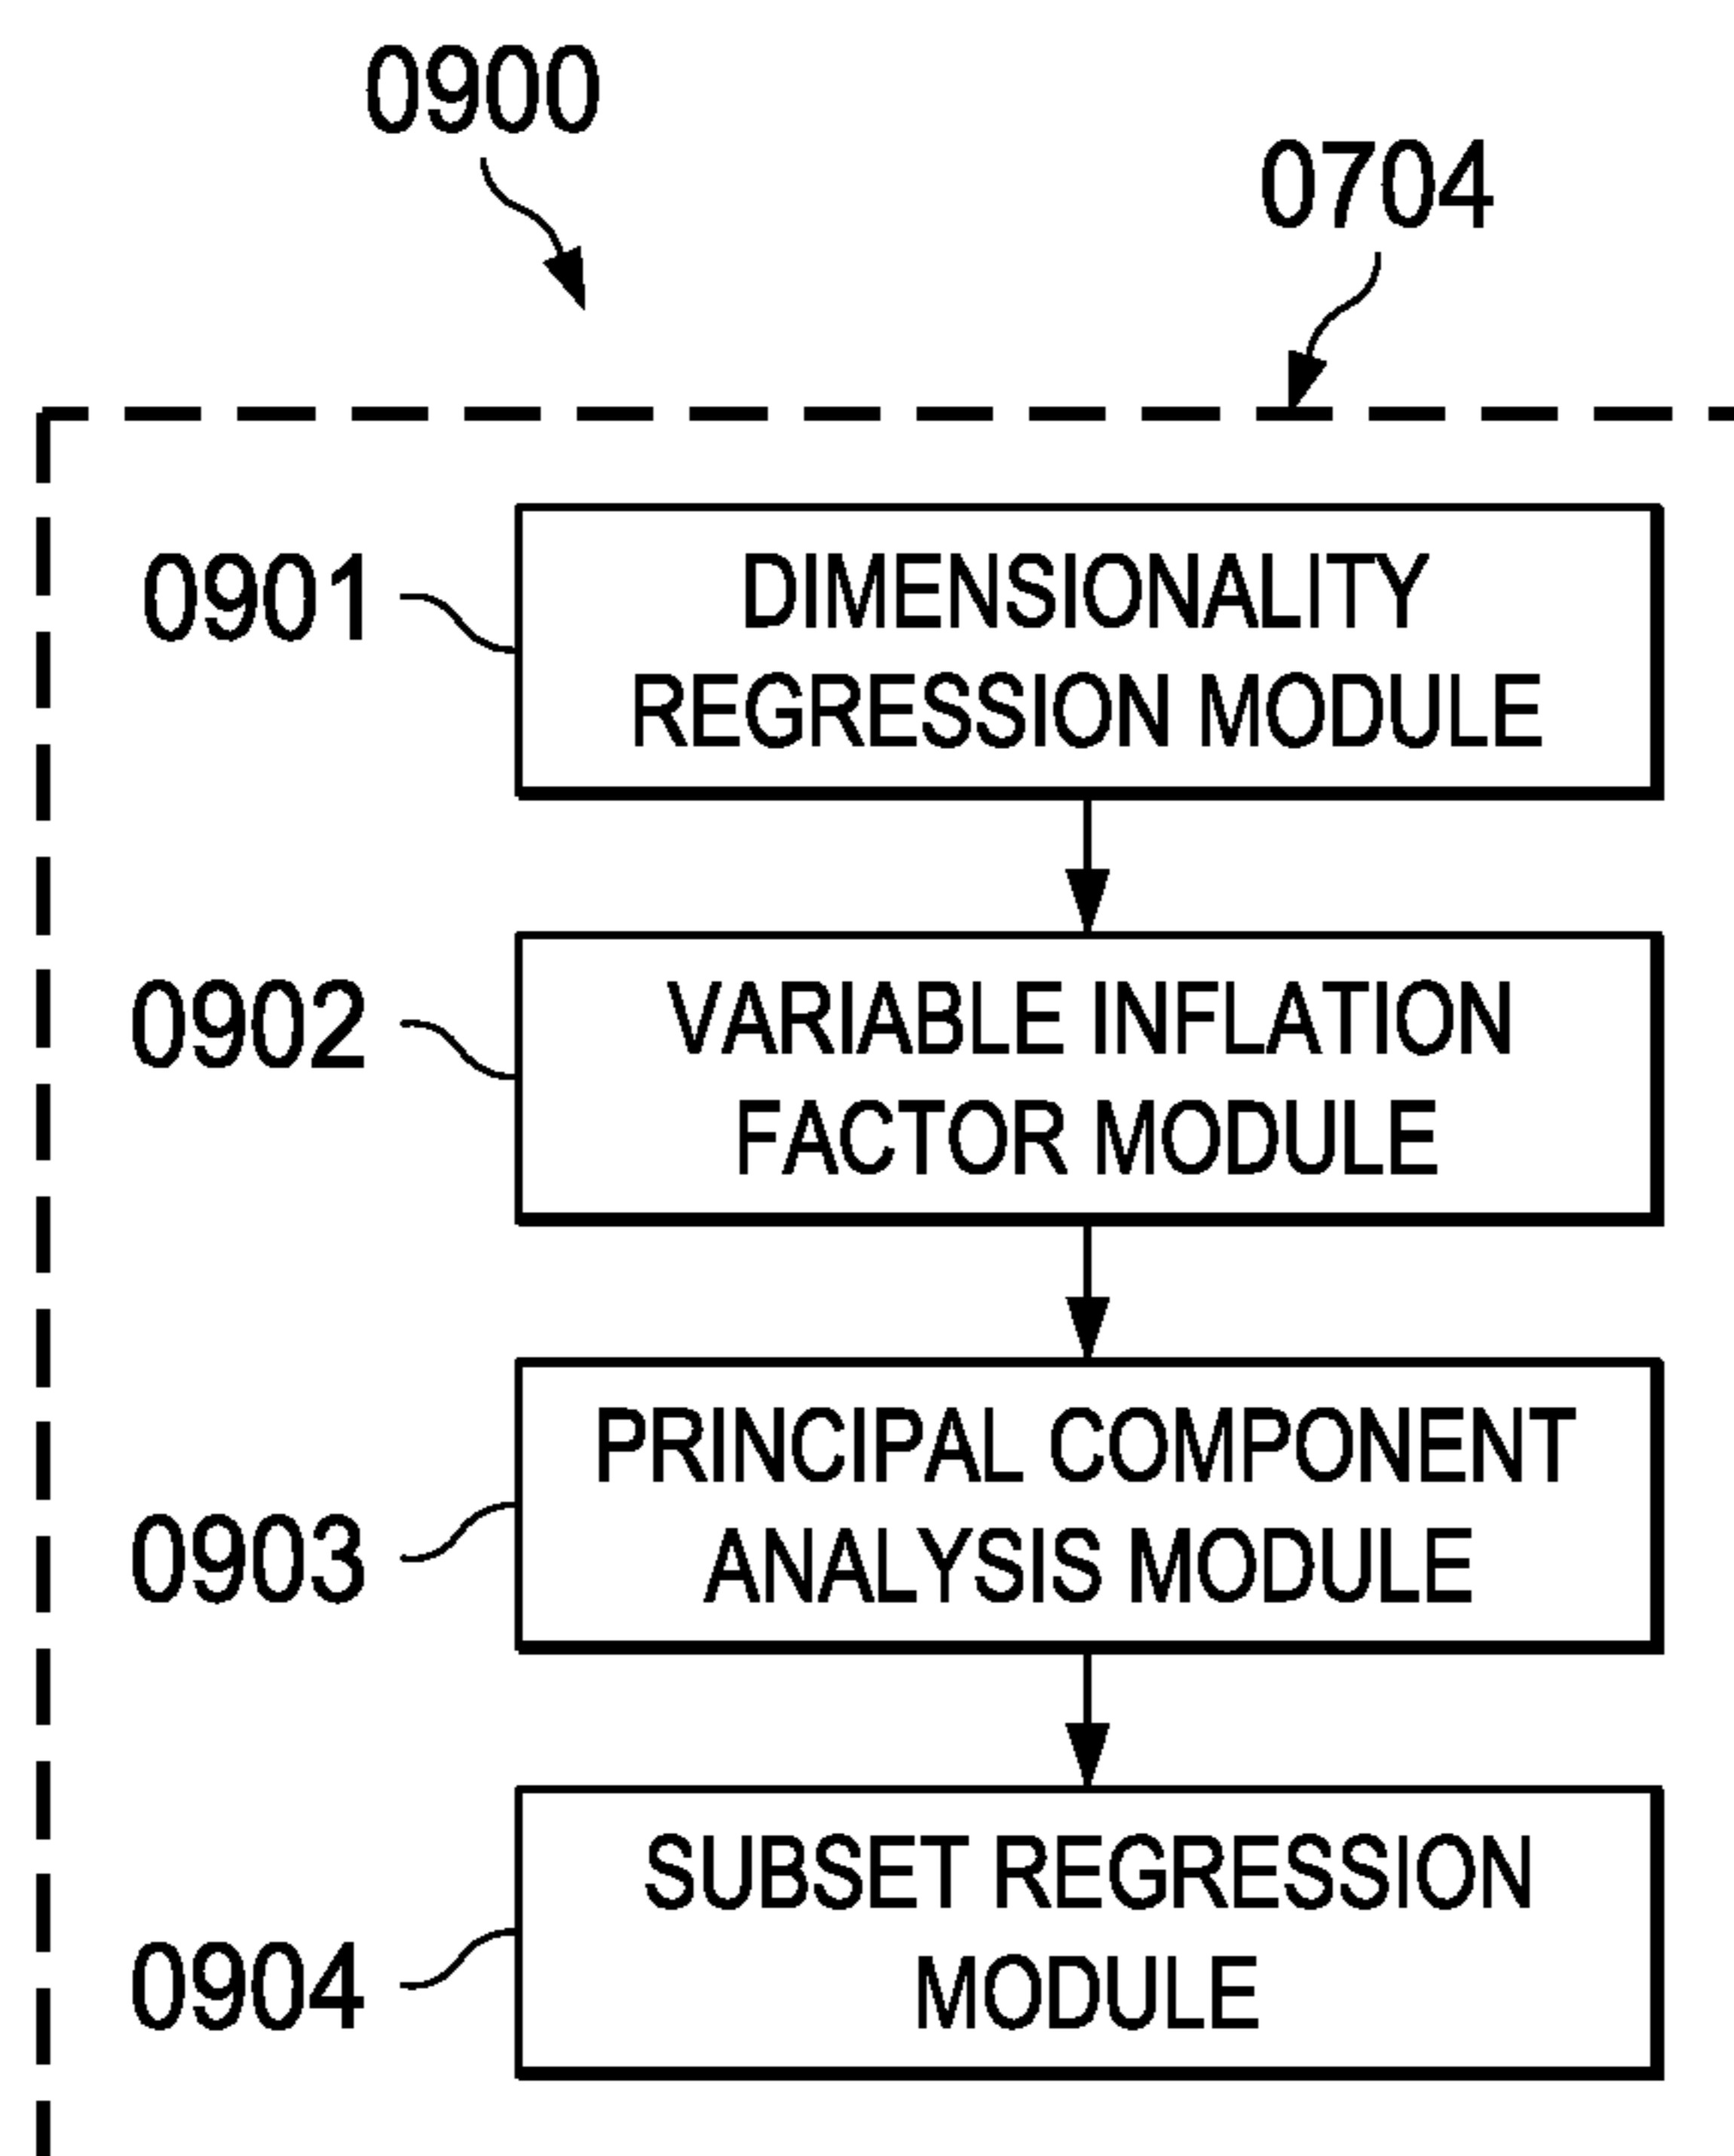 0900
0704
0901
DIMENSIONALITY
REGRESSION MODULE
0902
VARIABLE INFLATION
FACTOR MODULE
PRINCIPAL COMPONENT
ANALYSIS MODULE
0903
SUBSET REGRESSION
MODULE
0904